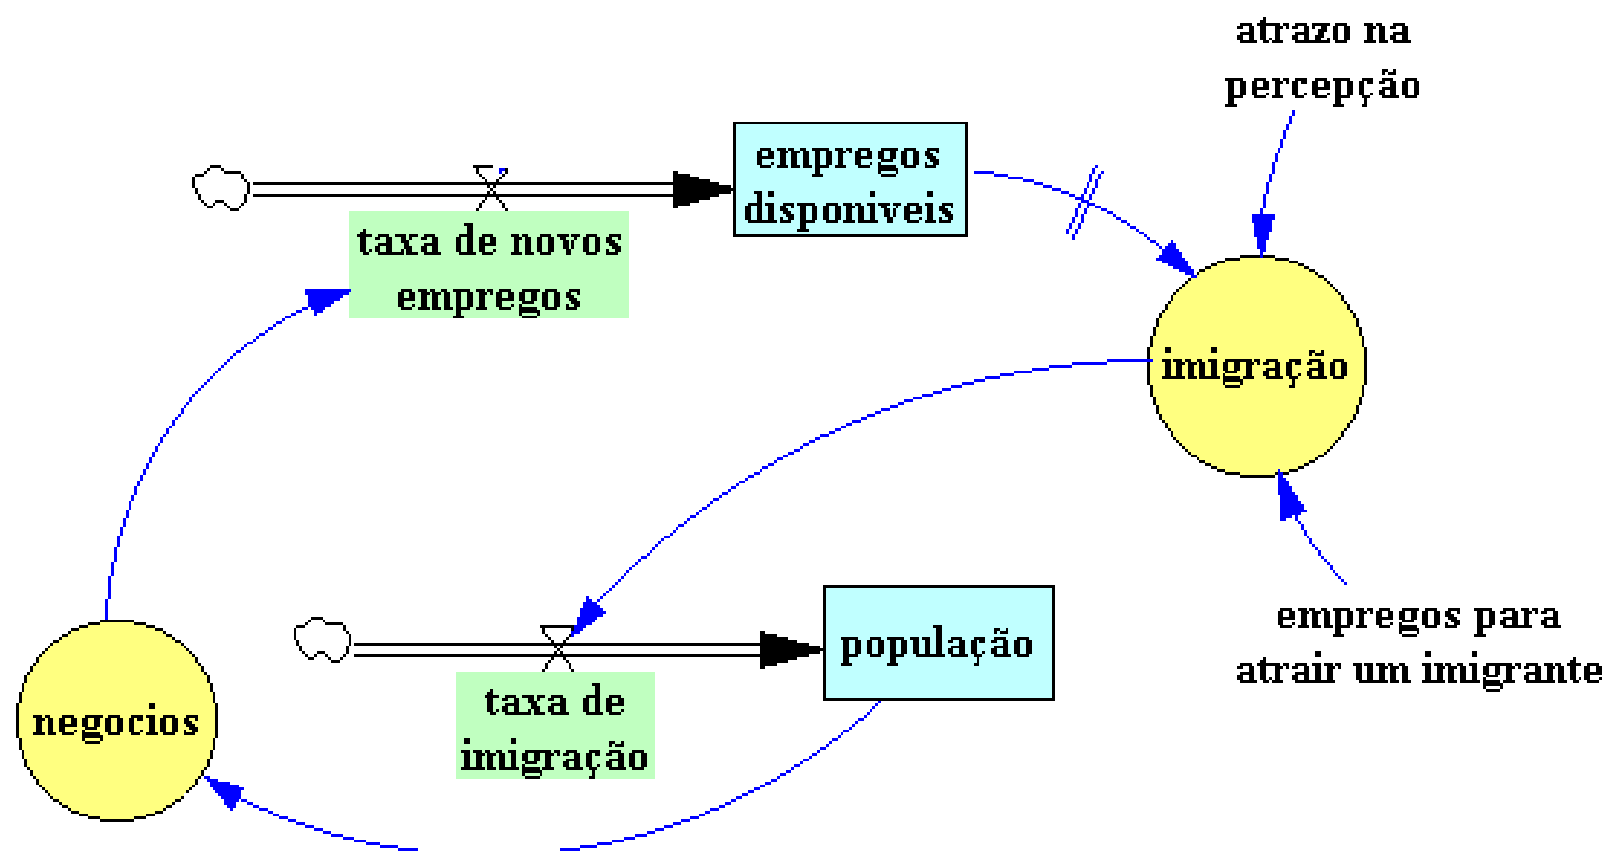 atrazo na
percepção
empregos
disponiveis
taxa de novos
empregos
imigração
empregos para
atrair um imigrante
população
taxa de
imigração
negocios